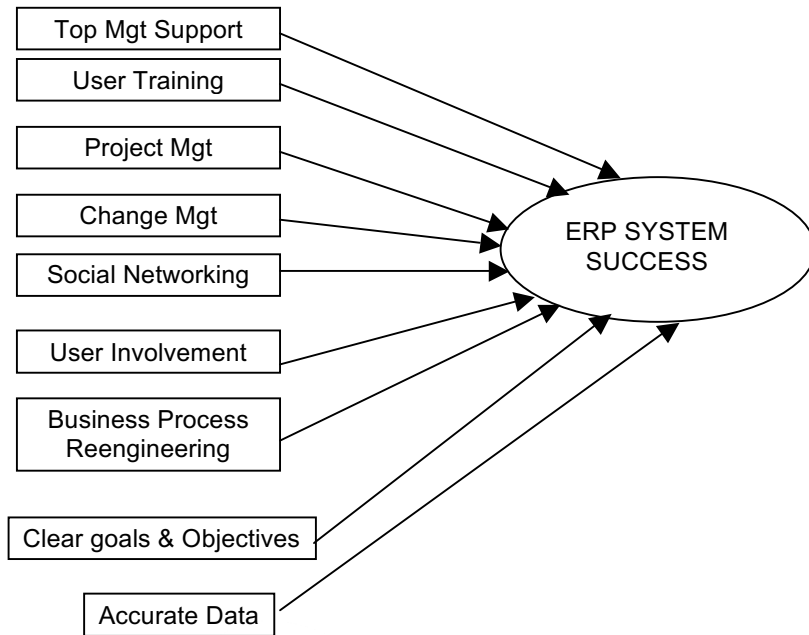 Top Mgt Support
User Training
Project Mgt
Change Mgt
Social Networking
User Involvement
Business Process
Reengineering
Clear goals & Objectives
Accurate Data
ERP SYSTEM
SUCCESS